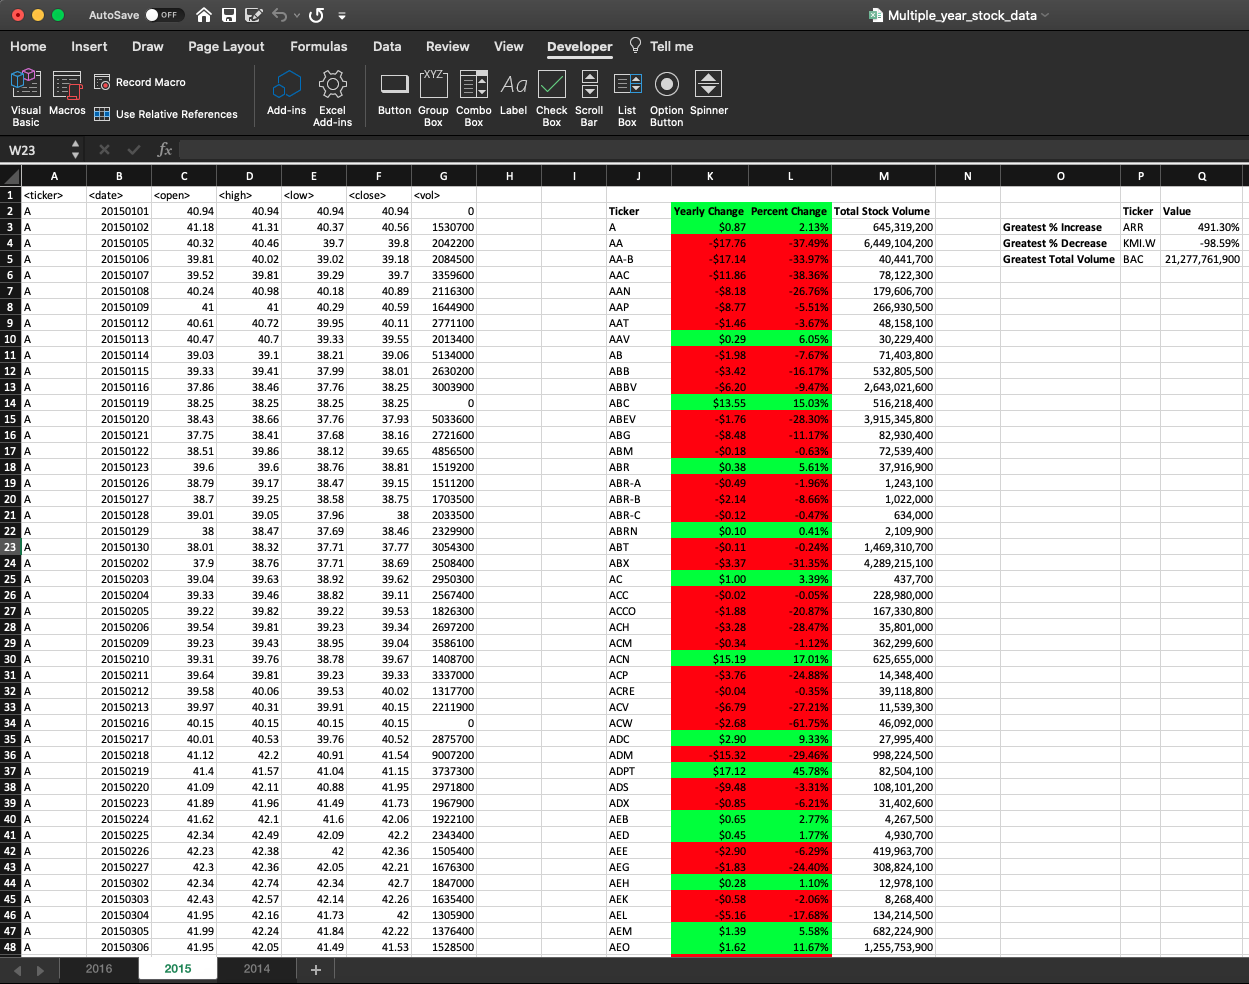 AutoSave OFF Multiple_year_stock_data
Home Insert Draw Page Layout Formulas Data Review View Developer Tell me
Visual Basic Macros Record Macro Use Relative References Add-ins Excel Add-ins Button Group Box Combo Box Label Check Box Scroll Bar List Box Option Button Spinner
W23 fx
A B C D E F G H I J K L M N O P Q
1 <ticker> <date> <open> <high> <low> <close> <vol>
2 A 20150101 40.94 40.94 40.94 40.94 0 Ticker Yearly Change Percent Change Total Stock Volume Ticker Value
3 A 20150102 41.18 41.31 40.37 40.56 1530700 A $0.87 2.13% 645,319,200 Greatest % Increase ARR 491.30%
4 A 20150105 40.32 40.46 39.7 39.8 2042200 AA -$17.76 -37.49% 6,449,104,200 Greatest % Decrease KMI.W -98.59%
5 A 20150106 39.81 40.02 39.02 39.18 2084500 AA-B -$17.14 -33.97% 40,441,700 Greatest Total Volume BAC 21,277,761,900
6 A 20150107 39.52 39.81 39.29 39.7 3359600 AAC -$11.86 -38.36% 78,122,300
7 A 20150108 40.24 40.98 40.18 40.89 2116300 AAN -$8.18 -26.76% 179,606,700
8 A 20150109 41 41 40.29 40.59 1644900 AAP -$8.77 -5.51% 266,930,500
9 A 20150112 40.61 40.72 39.95 40.11 2771100 AAT -$1.46 -3.67% 48,158,100
10 A 20150113 40.47 40.7 39.33 39.55 2013400 AAV $0.29 6.05% 30,229,400
11 A 20150114 39.03 39.1 38.21 39.06 5134000 AB -$1.98 -7.67% 71,403,800
12 A 20150115 39.33 39.41 37.99 38.01 2630200 ABB -$3.42 -16.17% 532,805,500
13 A 20150116 37.86 38.46 37.76 38.25 3003900 ABBV -$6.20 -9.47% 2,643,021,600
14 A 20150119 38.25 38.25 38.25 38.25 0 ABC $13.55 15.03% 516,218,400
15 A 20150120 38.43 38.66 37.76 37.93 5033600 ABEV -$1.76 -28.30% 3,915,345,800
16 A 20150121 37.75 38.41 37.68 38.16 2721600 ABG -$8.48 -11.17% 82,930,400
17 A 20150122 38.51 39.86 38.12 39.65 4856500 ABM -$0.18 -0.63% 72,539,400
18 A 20150123 39.6 39.6 38.76 38.81 1519200 ABR $0.38 5.61% 37,916,900
19 A 20150126 38.79 39.17 38.47 39.15 1511200 ABR-A -$0.49 -1.96% 1,243,100
20 A 20150127 38.7 39.25 38.58 38.75 1703500 ABR-B -$2.14 -8.66% 1,022,000
21 A 20150128 39.01 39.05 37.96 38 2033500 ABR-C -$0.12 -0.47% 634,000
22 A 20150129 38 38.47 37.69 38.46 2329900 ABRN $0.10 0.41% 2,109,900
23 A 20150130 38.01 38.32 37.71 37.77 3054300 ABT -$0.11 -0.24% 1,469,310,700
24 A 20150202 37.9 38.76 37.71 38.69 2508400 ABX -$3.37 -31.35% 4,289,215,100
25 A 20150203 39.04 39.63 38.92 39.62 2950300 AC $1.00 3.39% 437,700
26 A 20150204 39.33 39.46 38.82 39.11 2567400 ACC -$0.02 -0.05% 228,980,000
27 A 20150205 39.22 39.82 39.22 39.53 1826300 ACCO -$1.88 -20.87% 167,330,800
28 A 20150206 39.54 39.81 39.23 39.34 2697200 ACH -$3.28 -28.47% 35,801,000
29 A 20150209 39.23 39.43 38.95 39.04 3586100 ACM -$0.34 -1.12% 362,299,600
30 A 20150210 39.31 39.76 38.78 39.67 1408700 ACN $15.19 17.01% 625,655,000
31 A 20150211 39.64 39.81 39.23 39.33 3337000 ACP -$3.76 -24.88% 14,348,400
32 A 20150212 39.58 40.06 39.53 40.02 1317700 ACRE -$0.04 -0.35% 39,118,800
33 A 20150213 39.97 40.31 39.91 40.15 2211900 ACV -$6.79 -27.21% 11,539,300
34 A 20150216 40.15 40.15 40.15 40.15 0 ACW -$2.68 -61.75% 46,092,000
35 A 20150217 40.01 40.53 39.76 40.52 2875700 ADC $2.90 9.33% 27,995,400
36 A 20150218 41.12 42.2 40.91 41.54 9007200 ADM -$15.32 -29.46% 998,224,500
37 A 20150219 41.4 41.57 41.04 41.15 3737300 ADPT $17.12 45.78% 82,504,100
38 A 20150220 41.09 42.11 40.88 41.95 2971800 ADS -$9.48 -3.31% 108,101,200
39 A 20150223 41.89 41.96 41.49 41.73 1967900 ADX -$0.85 -6.21% 31,402,600
40 A 20150224 41.62 42.1 41.6 42.06 1922100 AEB $0.65 2.77% 4,267,500
41 A 20150225 42.34 42.49 42.09 42.2 2343400 AED $0.45 1.77% 4,930,700
42 A 20150226 42.23 42.38 42 42.36 1505400 AEE -$2.90 -6.29% 419,963,700
43 A 20150227 42.3 42.36 42.05 42.21 1676300 AEG -$1.83 -24.40% 308,824,100
44 A 20150302 42.34 42.74 42.34 42.7 1847000 AEH $0.28 1.10% 12,978,100
45 A 20150303 42.43 42.57 42.14 42.26 1635400 AEK -$0.58 -2.06% 8,268,400
46 A 20150304 41.95 42.16 41.73 42 1305900 AEL -$5.16 -17.68% 134,214,500
47 A 20150305 41.99 42.24 41.84 42.22 1376400 AEM $1.39 5.58% 682,224,900
48 A 20150306 41.95 42.05 41.49 41.53 1528500 AEO $1.62 11.67% 1,255,753,900
2016 2015 2014 +